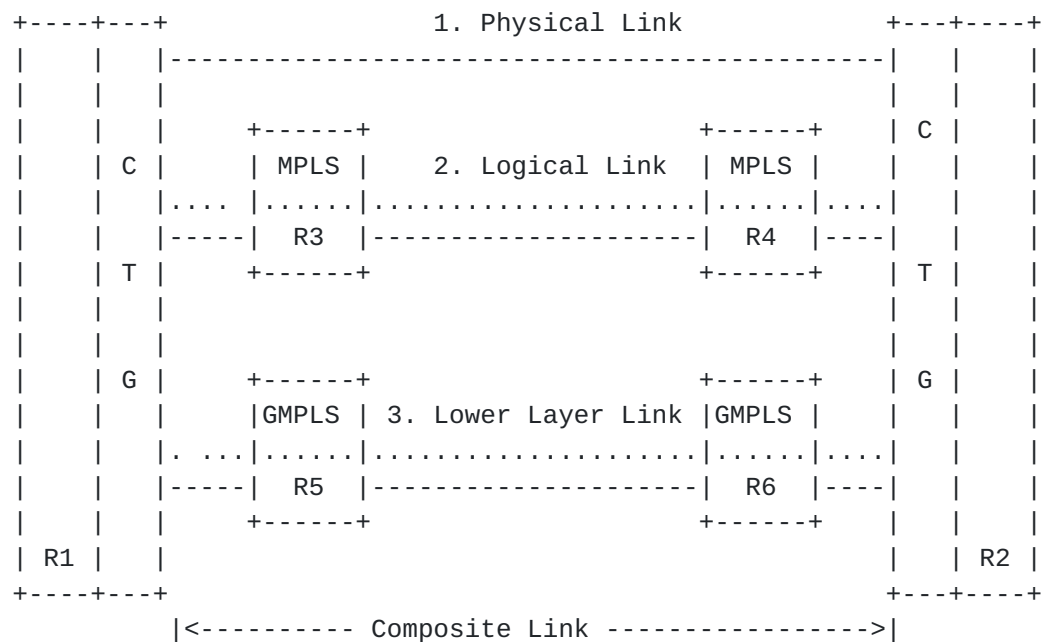 1. Physical Link
C
MPLS 2. Logical Link MPLS
C
R3 R4
T T
G G
GMPLS 3. Lower Layer Link GMPLS
R5 R6
R1 R2
Composite Link